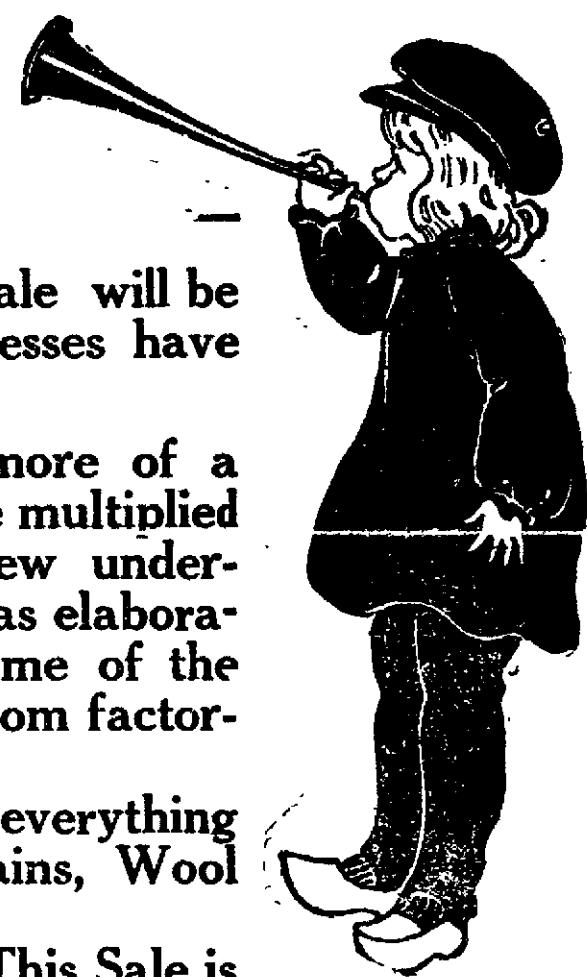 ale will be
esses have
more of a
e multiplied
ew under-
as elabora-
me of the
om factor-
everything
ains, Wool
This Sale is